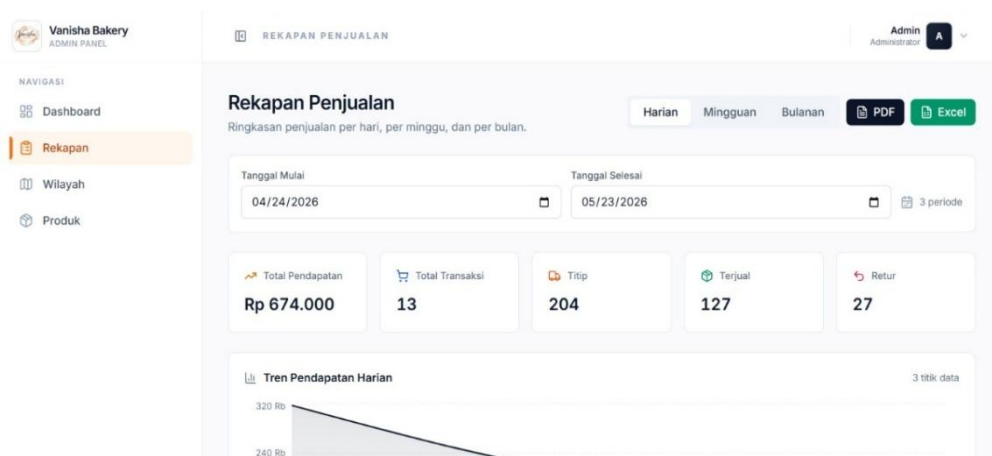 Vanisha Bakery
ADMIN PANEL
REKAPAN PENJUALAN
Admin
Administrator
A
NAVIGASI
Dashboard
Rekapan
Wilayah
Produk
Rekapan Penjualan
Ringkasan penjualan per hari, per minggu, dan per bulan.
Harian Mingguan Bulanan PDF Excel
Tanggal Mulai
04/24/2026
Tanggal Selesai
05/23/2026
3 periode
Total Pendapatan
Rp 674.000
Total Transaksi
13
Titip
204
Terjual
127
Retur
27
Tren Pendapatan Harian
3 titik data
320 Rb
240 Rb